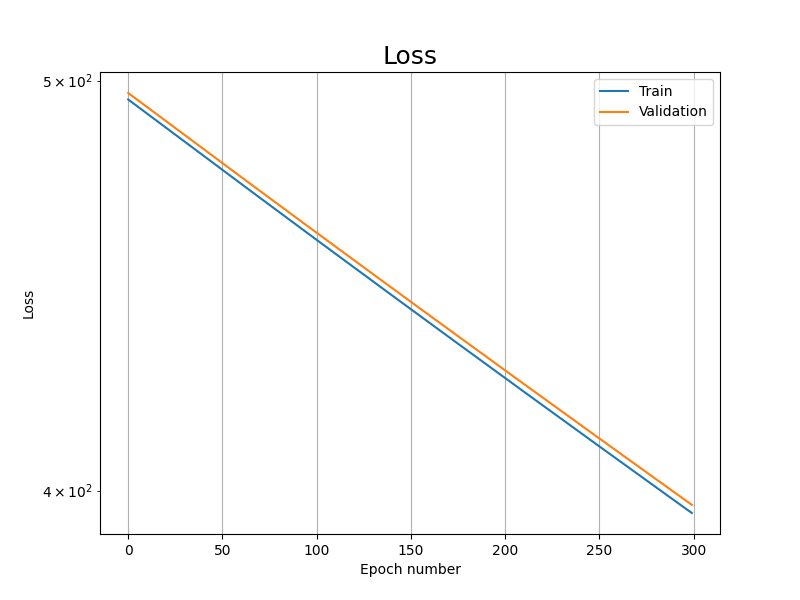 Loss
5 × 10²
Train
Validation
Loss
4 × 10²
0 50 100 150 200 250 300
Epoch number